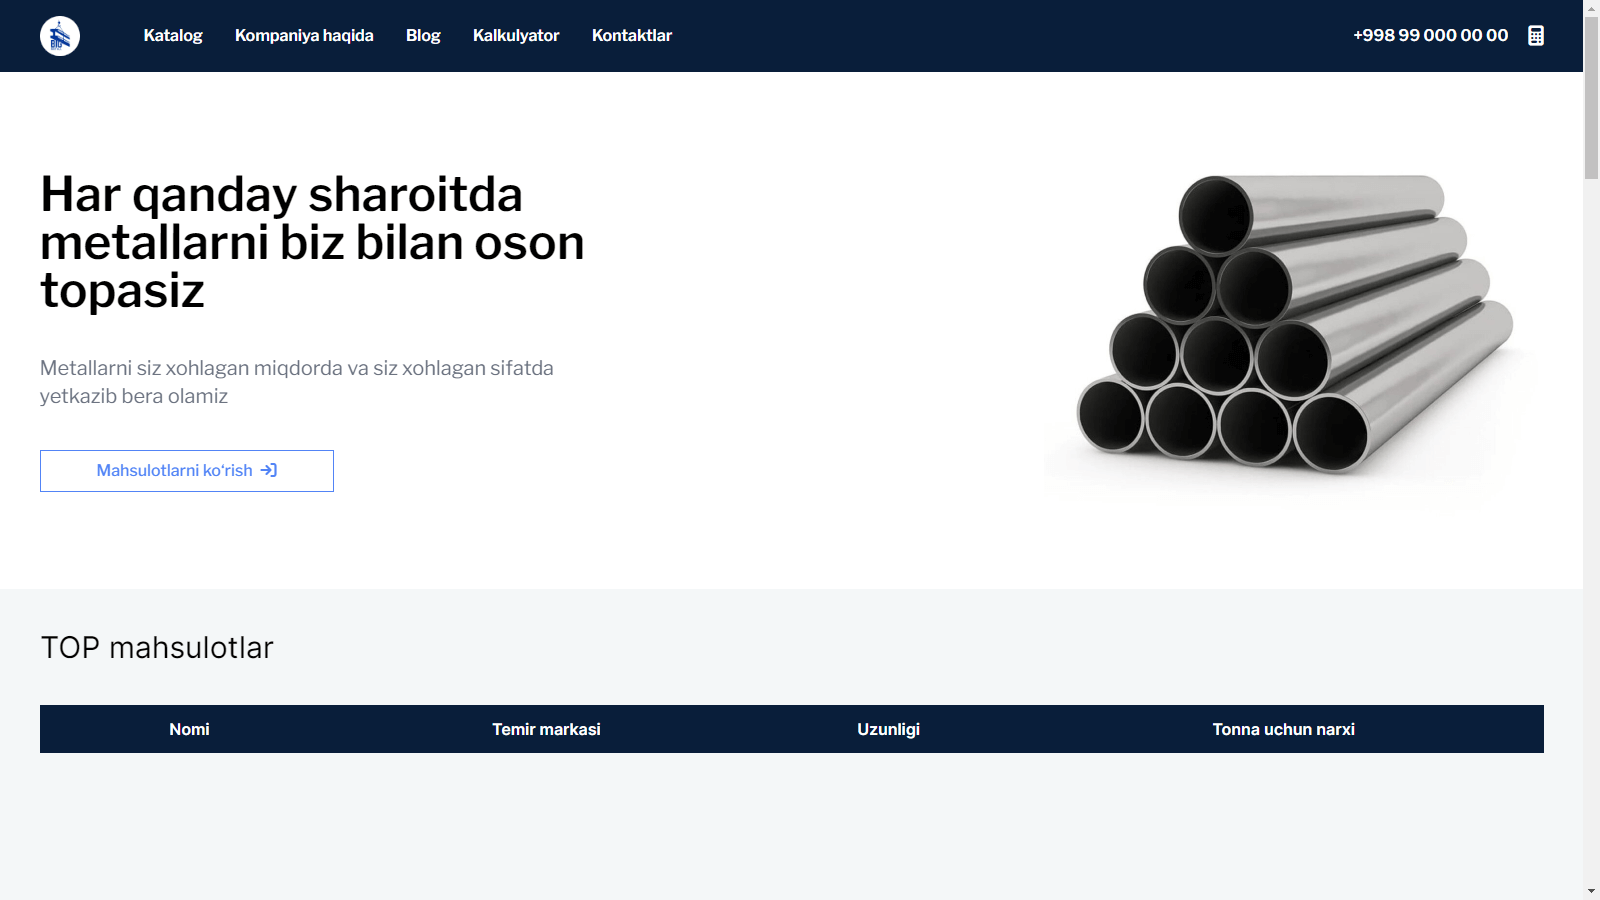 BIG
Katalog
Kompaniya haqida
Blog
Kalkulyator
Kontaktlar
+998 99 000 00 00
Har qanday sharoitda
metallarni biz bilan oson
topasiz
Metallarni siz xohlagan miqdorda va siz xohlagan sifatda
yetkazib bera olamiz
Mahsulotlarni ko‘rish
TOP mahsulotlar
Nomi
Temir markasi
Uzunligi
Tonna uchun narxi